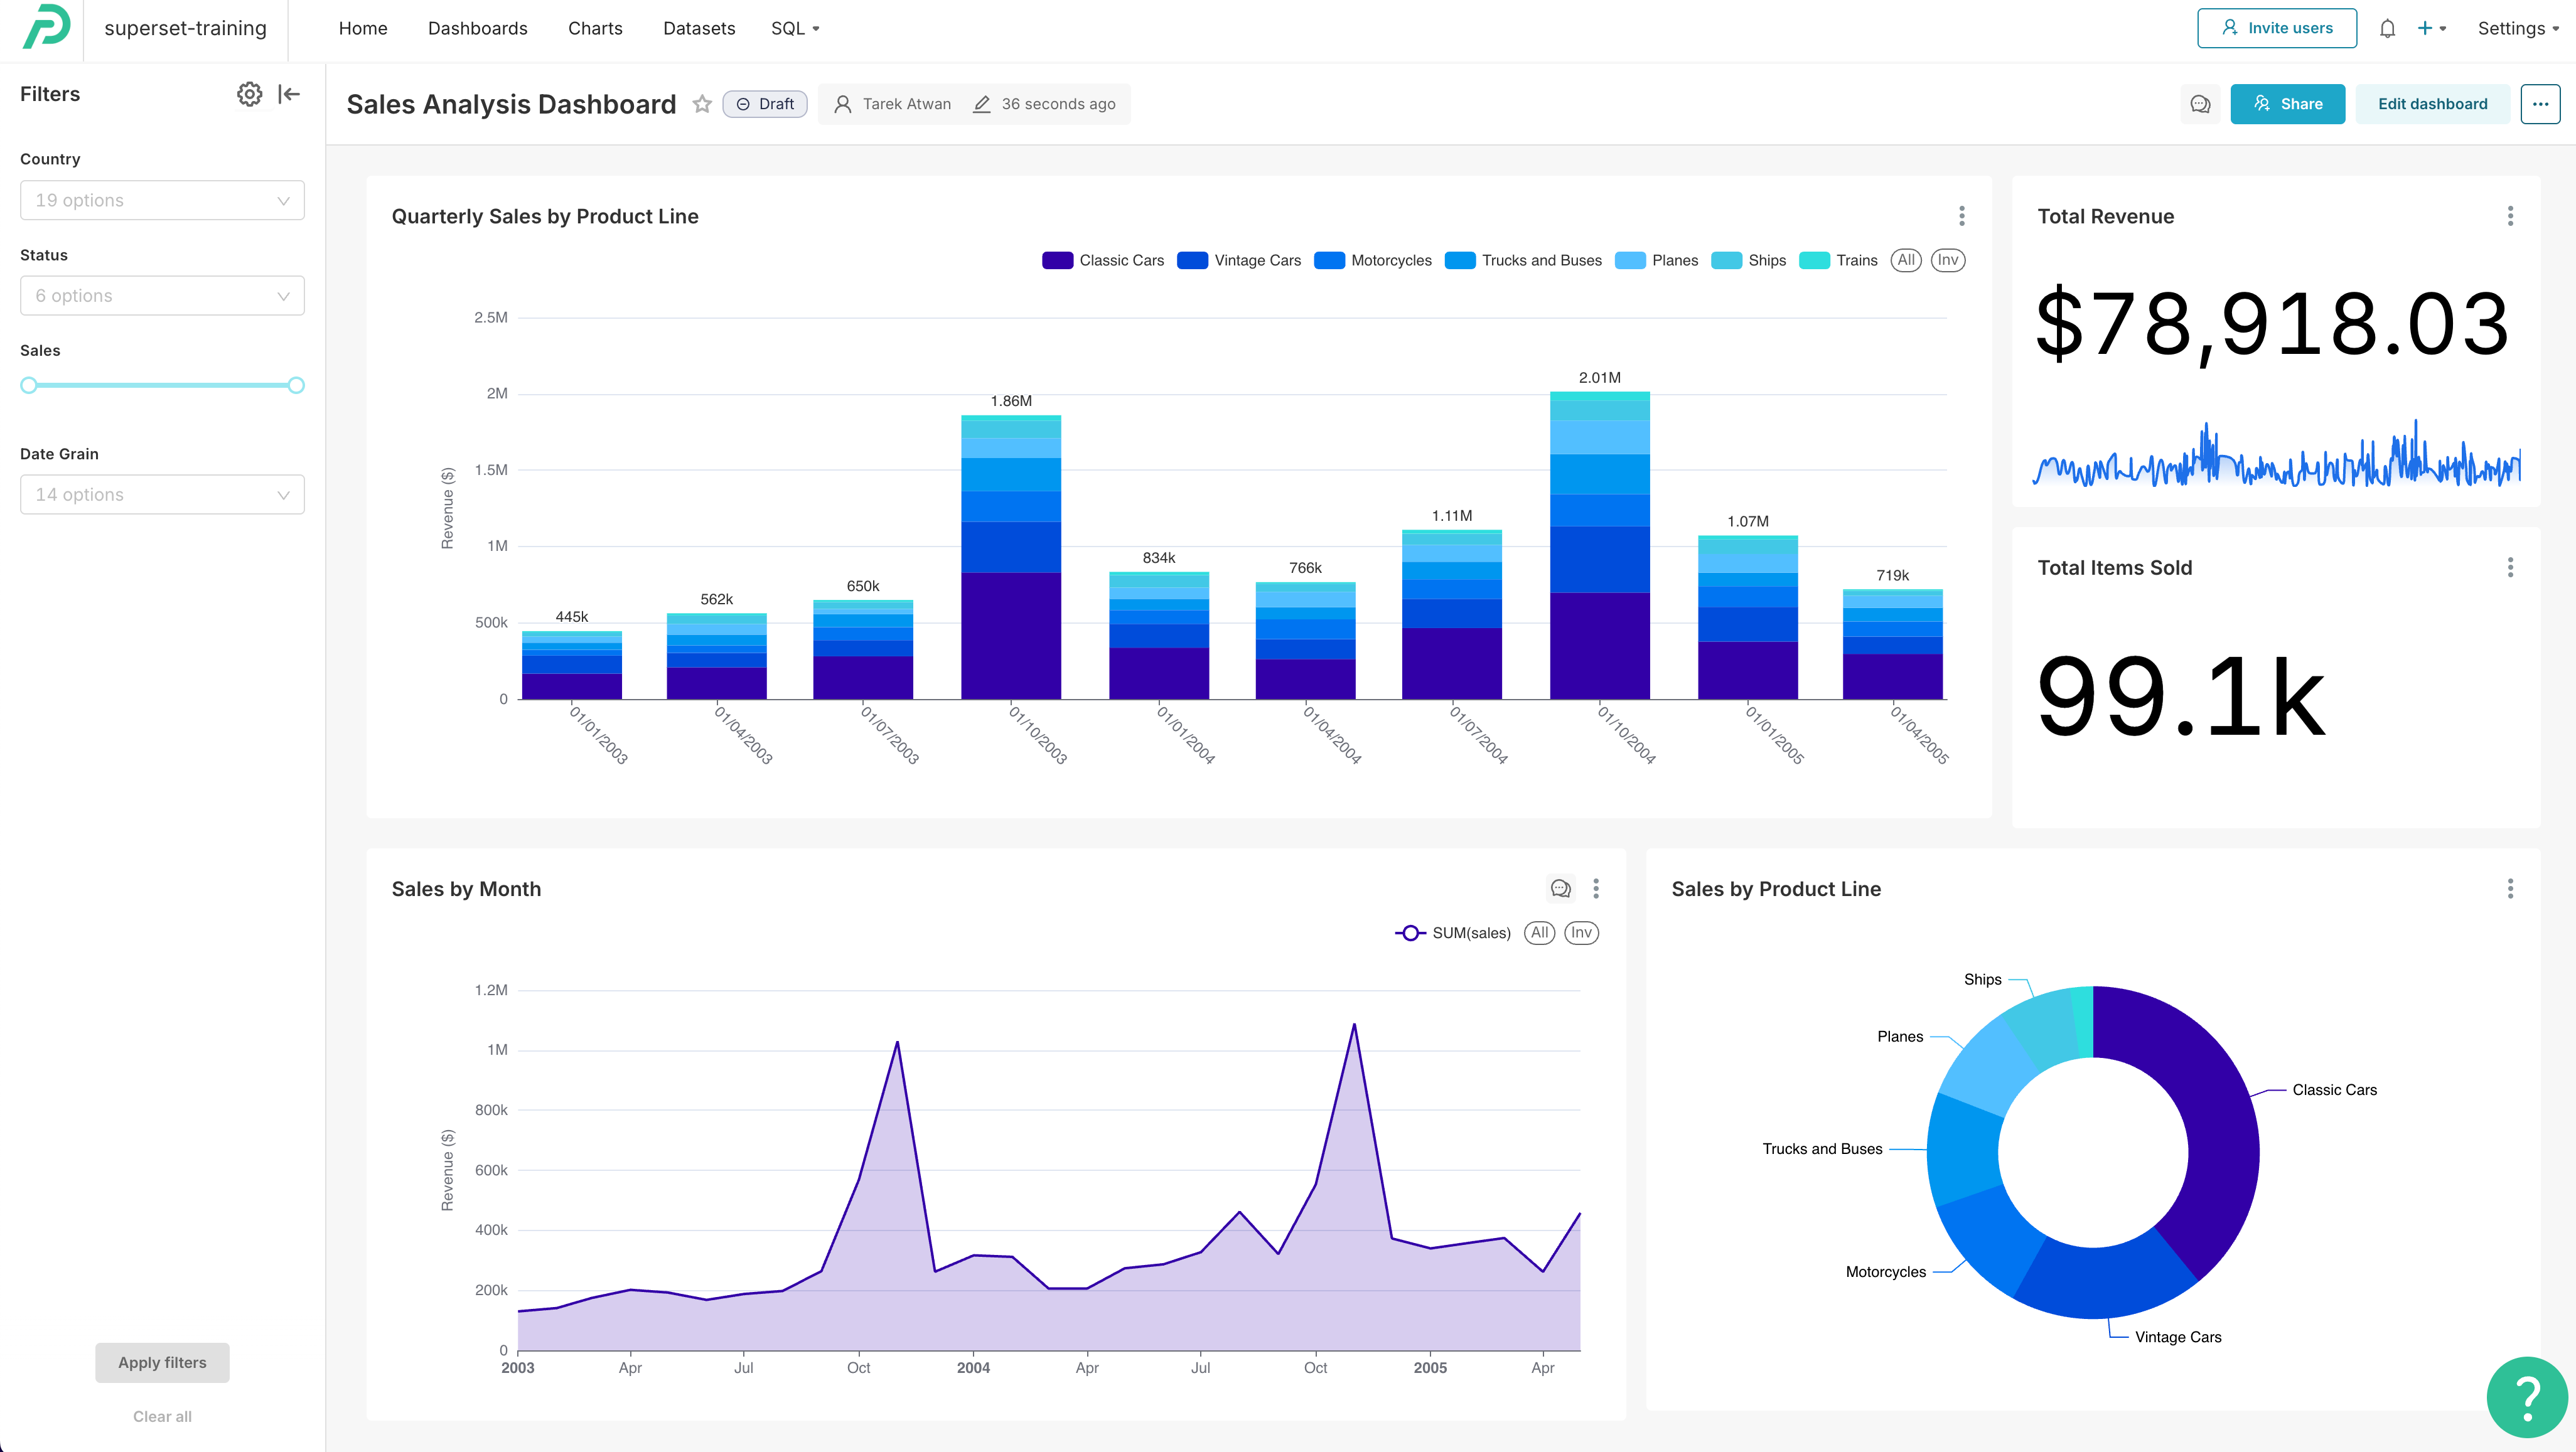 superset-training
Home Dashboards Charts Datasets SQL
Invite users
Settings
Filters
Country
19 options
Status
6 options
Sales
Date Grain
14 options
Apply filters
Clear all
Sales Analysis Dashboard
Draft
Tarek Atwan
36 seconds ago
Share
Edit dashboard
Quarterly Sales by Product Line
Classic Cars Vintage Cars Motorcycles Trucks and Buses Planes Ships Trains All Inv
Revenue ($)
2.5M
2M
1.5M
1M
500k
0
445k
562k
650k
1.86M
834k
766k
1.11M
2.01M
1.07M
719k
01/01/2003
01/04/2003
01/07/2003
01/10/2003
01/01/2004
01/04/2004
01/07/2004
01/10/2004
01/01/2005
01/04/2005
Total Revenue
$78,918.03
Total Items Sold
99.1k
Sales by Month
SUM(sales) All Inv
Revenue ($)
1.2M
1M
800k
600k
400k
200k
0
2003 Apr Jul Oct 2004 Apr Jul Oct 2005 Apr
Sales by Product Line
Ships
Planes
Classic Cars
Trucks and Buses
Motorcycles
Vintage Cars
?